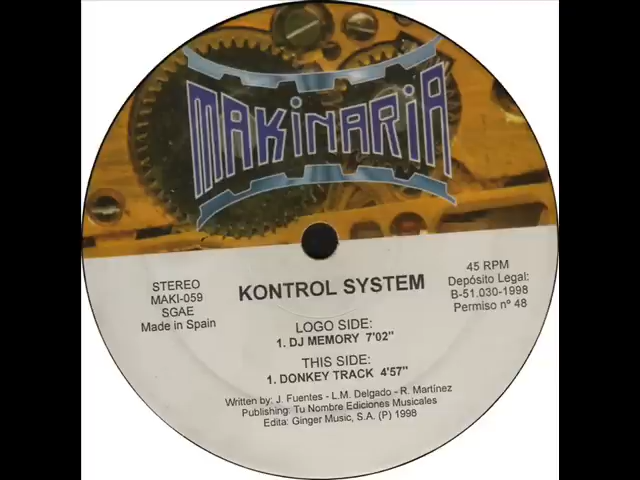 MAKINARIA
STEREO
MAKI-059
SGAE
Made in Spain
KONTROL SYSTEM
45 RPM
Depósito Legal:
B-51.030-1998
Permiso nº 48
LOGO SIDE:
1. DJ MEMORY 7'02"
THIS SIDE:
1. DONKEY TRACK 4'57"
Written by: J. Fuentes - L.M. Delgado - R. Martínez
Publishing: Tu Nombre Ediciones Musicales
Edita: Ginger Music, S.A. (P) 1998